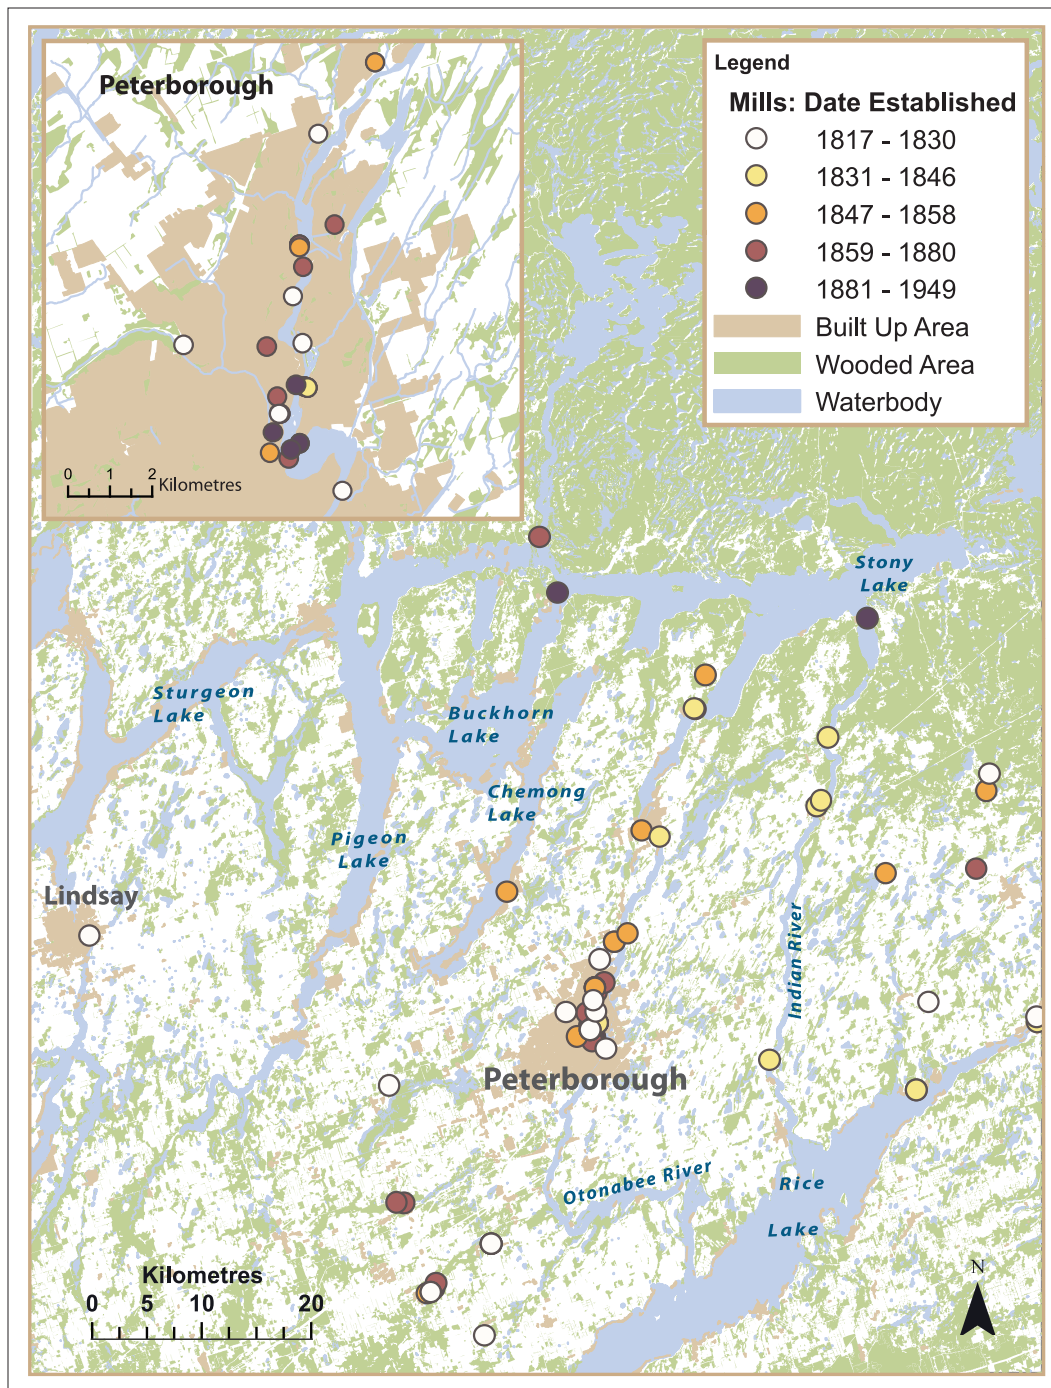 Peterborough
0 1 2
Kilometres
Legend
Mills: Date Established
1817 - 1830
1831 - 1846
1847 - 1858
1859 - 1880
1881 - 1949
Built Up Area
Wooded Area
Waterbody
Stony
Lake
Sturgeon
Lake
Buckhorn
Lake
Chemong
Lake
Pigeon
Lake
Lindsay
Indian River
Peterborough
Otonabee River
Rice
Lake
Kilometres
0 5 10 20
N